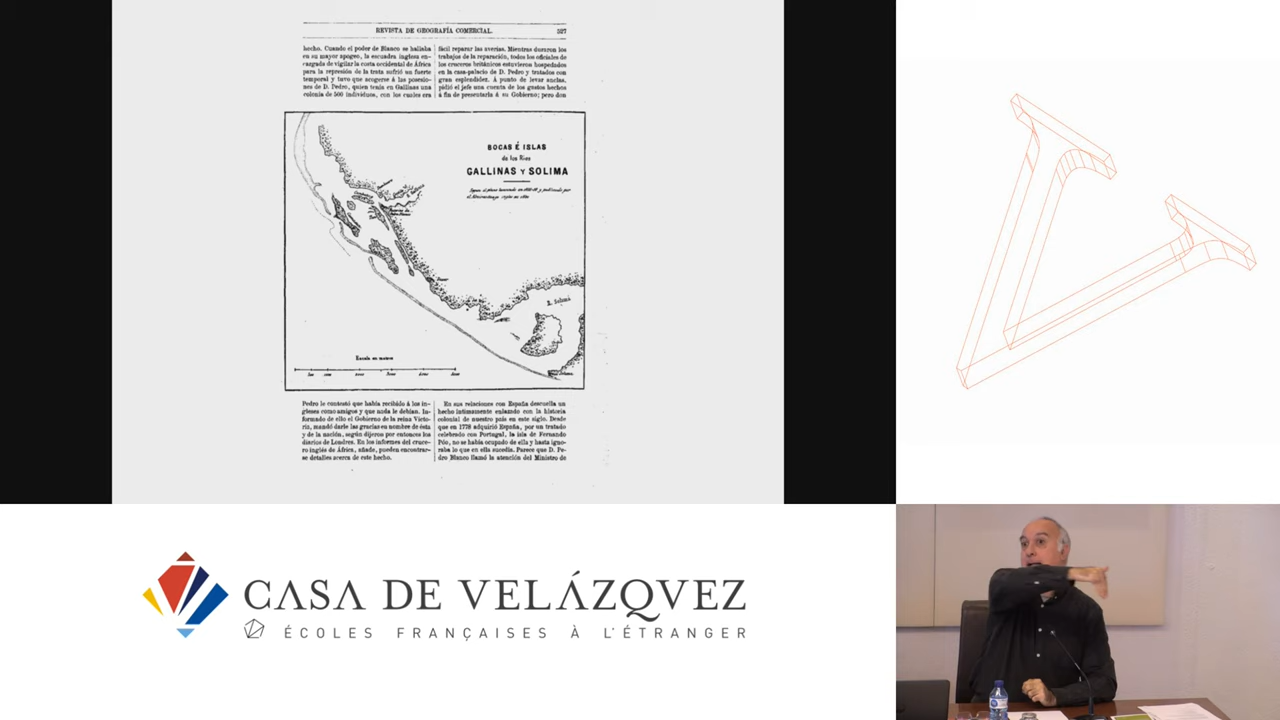 REVISTA DE GEOGRAFÍA COMERCIAL. 527
hecho. Cuando el poder de Blanco se hallaba
en su mayor apogeo, la escuadra inglesa en-
cargada de vigilar la costa occidental de África
para la represión de la trata sufrió un fuerte
temporal y tuvo que acogerse á las posesio-
nes de D. Pedro, quien tenía en Gallinas una
colonia de 500 individuos, con los cuales era
fácil reparar las averías. Mientras duraron los
trabajos de la reparación, todos los oficiales de
los cruceros británicos estuvieron hospedados
en la casa-palacio de D. Pedro y tratados con
gran esplendidez. Á punto de levar anclas,
pidió el jefe una cuenta de los gastos hechos
á fin de presentarla á su Gobierno; pero don
BOCAS É ISLAS
de los Ríos
GALLINAS Y SOLIMA
Escala en metros
Pedro le contestó que había recibido á los in-
gleses como amigos y que nada le debían. In-
formado de ello el Gobierno de la reina Victo-
ria, mandó darle las gracias en nombre de ésta
y de la nación, según dijeron por entonces los
diarios de Londres. En los informes del cruce-
ro inglés de África, añade, pueden encontrar-
se detalles acerca de este hecho.
En sus relaciones con España descuella un
hecho íntimamente enlazado con la historia
colonial de nuestro país en este siglo. Desde
que en 1778 adquirió España, por un tratado
celebrado con Portugal, la isla de Fernando
Póo, no se había ocupado de ella y hasta igno-
raba lo que en ella sucedía. Parece que D. Pe-
dro Blanco llamó la atención del Ministro de
CASA DE VELÁZQVEZ
ÉCOLES FRANÇAISES À L'ÉTRANGER